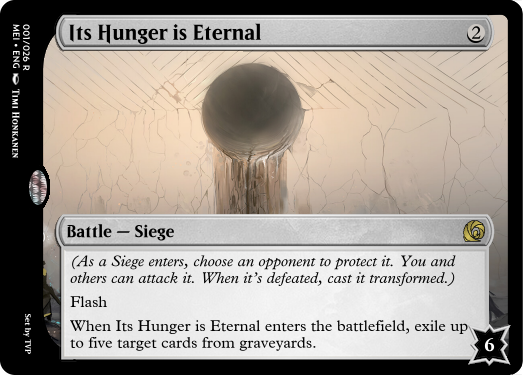 Its Hunger is Eternal
2
Battle — Siege
(As a Siege enters, choose an opponent to protect it. You and
others can attack it. When it's defeated, cast it transformed.)
Flash
When Its Hunger is Eternal enters the battlefield, exile up
to five target cards from graveyards.
6
001/026 R
MEI • ENG TIMI HONKANEN
Set by TVP